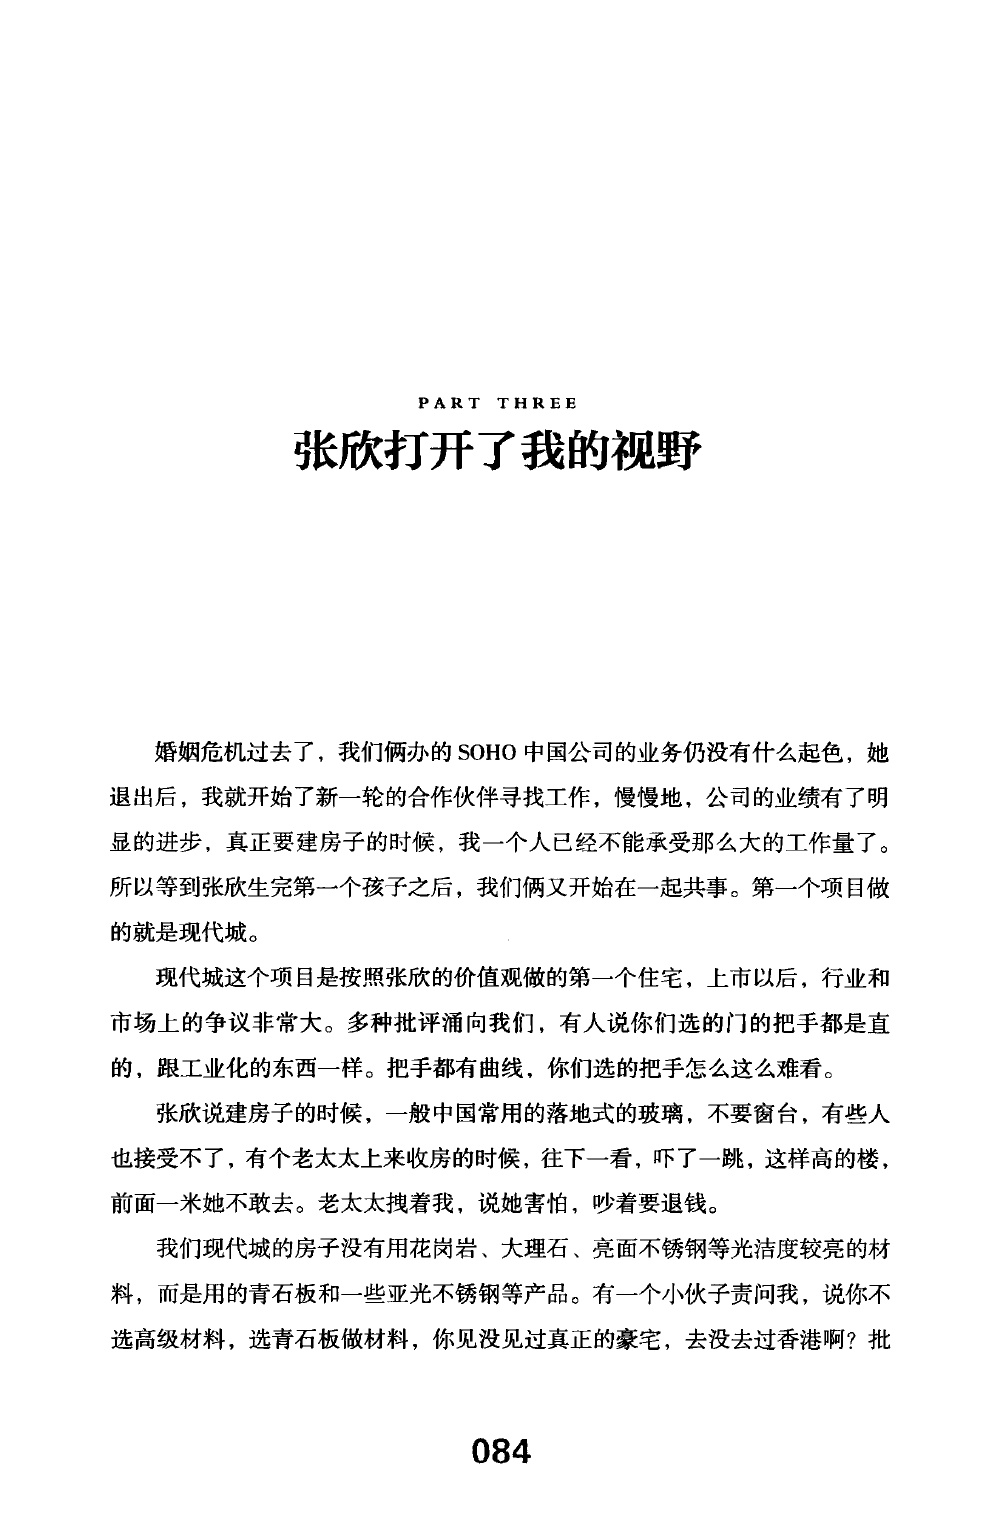 PART THREE
张欣打开了我的视野
婚姻危机过去了，我们俩办的 SOHO 中国公司的业务仍没有什么起色，她
退出后，我就开始了新一轮的合作伙伴寻找工作，慢慢地，公司的业绩有了明
显的进步，真正要建房子的时候，我一个人已经不能承受那么大的工作量了。
所以等到张欣生完第一个孩子之后，我们俩又开始在一起共事。第一个项目做
的就是现代城。
现代城这个项目是按照张欣的价值观做的第一个住宅，上市以后，行业和
市场上的争议非常大。多种批评涌向我们，有人说你们选的门的把手都是直
的，跟工业化的东西一样。把手都有曲线，你们选的把手怎么这么难看。
张欣说建房子的时候，一般中国常用的落地式的玻璃，不要窗台，有些人
也接受不了，有个老太太上来收房的时候，往下一看，吓了一跳，这样高的楼，
前面一米她不敢去。老太太拽着我，说她害怕，吵着要退钱。
我们现代城的房子没有用花岗岩、大理石、亮面不锈钢等光洁度较亮的材
料，而是用的青石板和一些亚光不锈钢等产品。有一个小伙子责问我，说你不
选高级材料，选青石板做材料，你见没见过真正的豪宅，去没去过香港啊？批
084